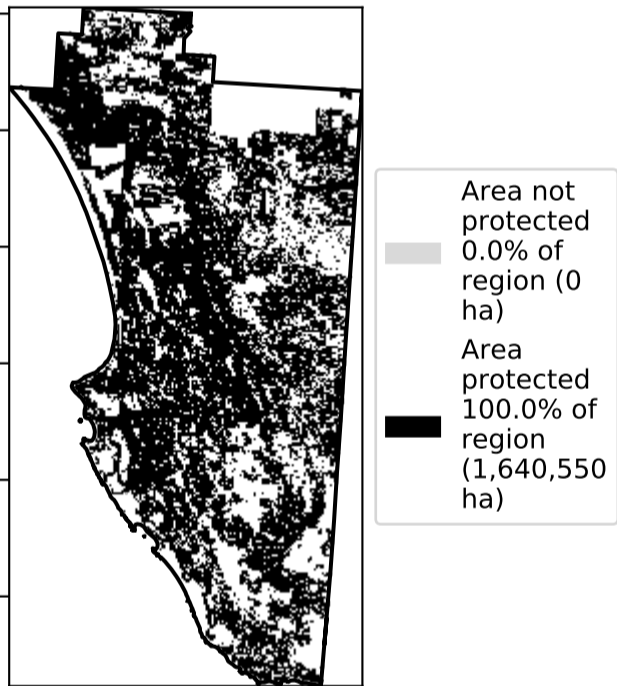 Area not
protected
0.0% of
region (0
ha)
Area
protected
100.0% of
region
(1,640,550
ha)